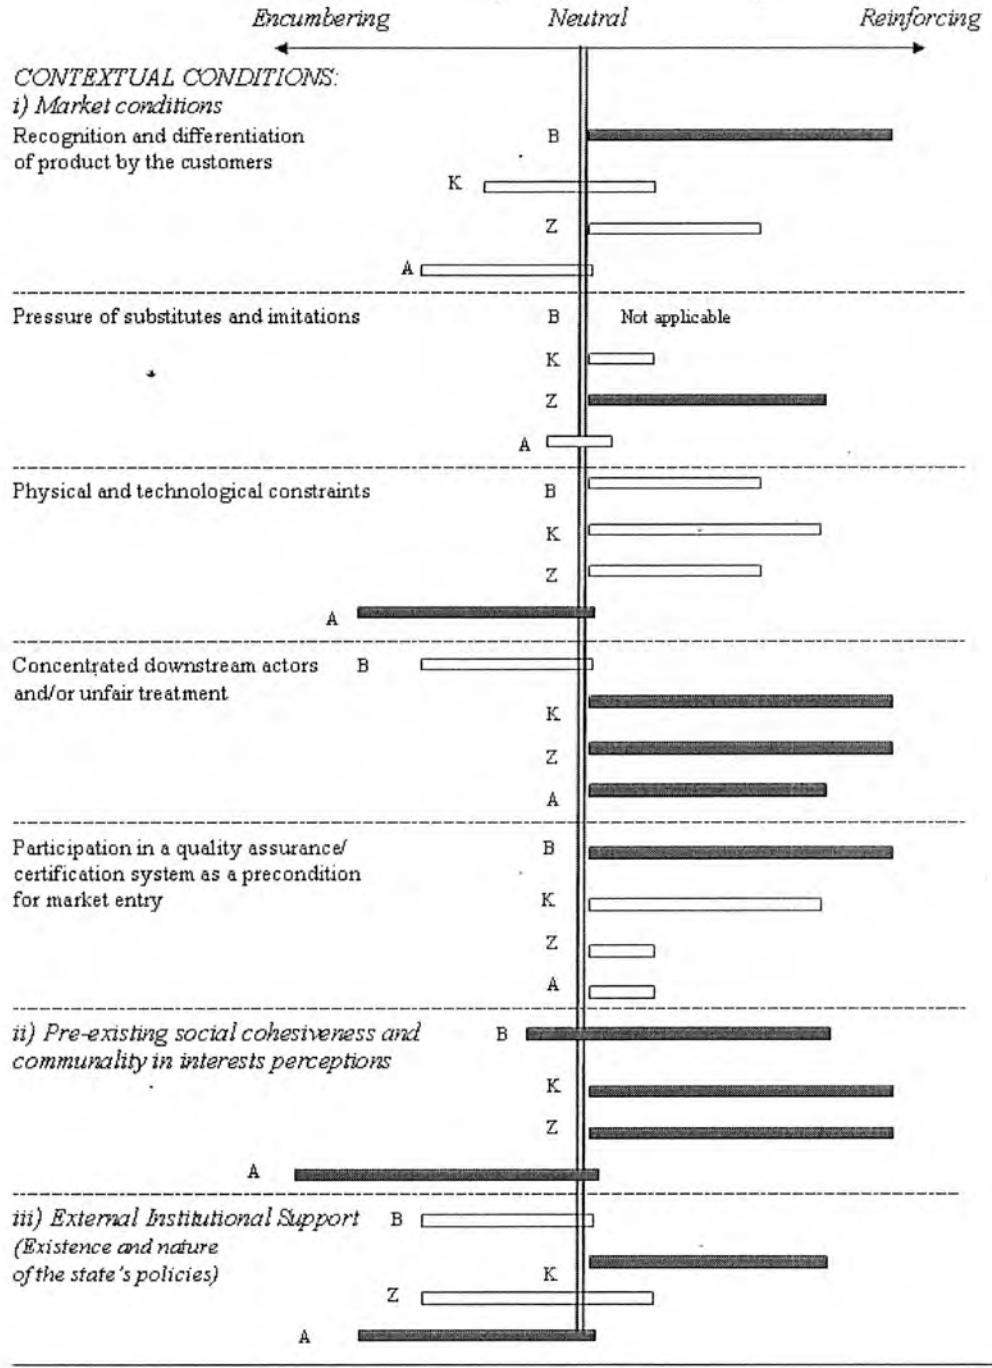 Encumbering Neutral Reinforcing
CONTEXTUAL CONDITIONS:
i) Market conditions
Recognition and differentiation
of product by the customers
B
K
Z
A
Pressure of substitutes and imitations
B Not applicable
K
Z
A
Physical and technological constraints
B
K
Z
A
Concentrated downstream actors
and/or unfair treatment
B
K
Z
A
Participation in a quality assurance/
certification system as a precondition
for market entry
B
K
Z
A
ii) Pre-existing social cohesiveness and
communality in interests perceptions
B
K
Z
A
iii) External Institutional Support
(Existence and nature
of the state's policies)
B
K
Z
A